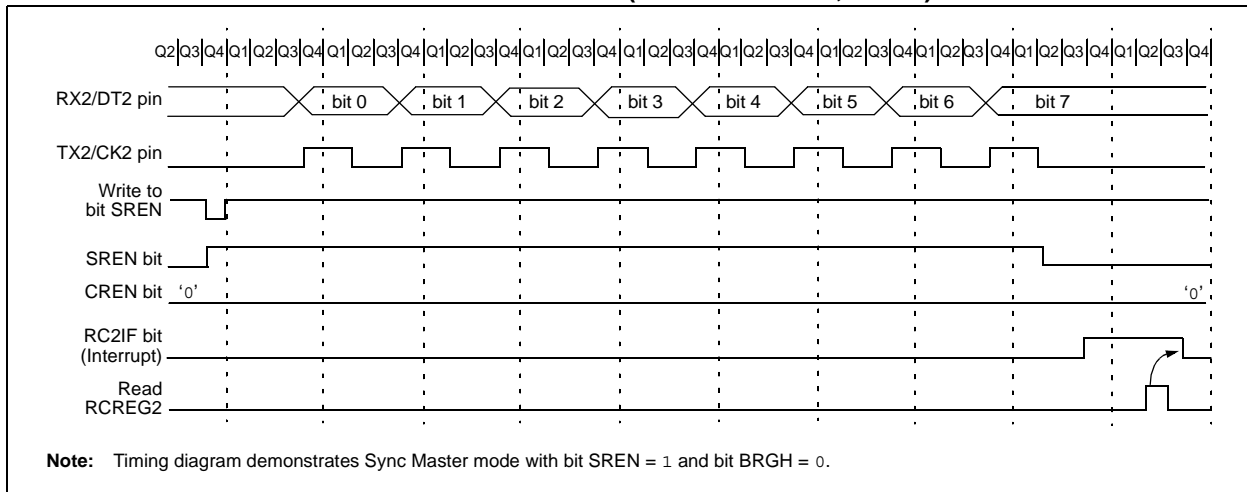 Q2 Q3 Q4 Q1 Q2 Q3 Q4 Q1 Q2 Q3 Q4 Q1 Q2 Q3 Q4 Q1 Q2 Q3 Q4 Q1 Q2 Q3 Q4 Q1 Q2 Q3 Q4 Q1 Q2 Q3 Q4 Q1 Q2 Q3 Q4 Q1 Q2 Q3 Q4 Q1 Q2 Q3 Q4
RX2/DT2 pin bit 0 bit 1 bit 2 bit 3 bit 4 bit 5 bit 6 bit 7
TX2/CK2 pin
Write to
bit SREN
SREN bit
CREN bit ‘0’ ‘0’
RC2IF bit
(Interrupt)
Read
RCREG2
Note: Timing diagram demonstrates Sync Master mode with bit SREN = 1 and bit BRGH = 0.